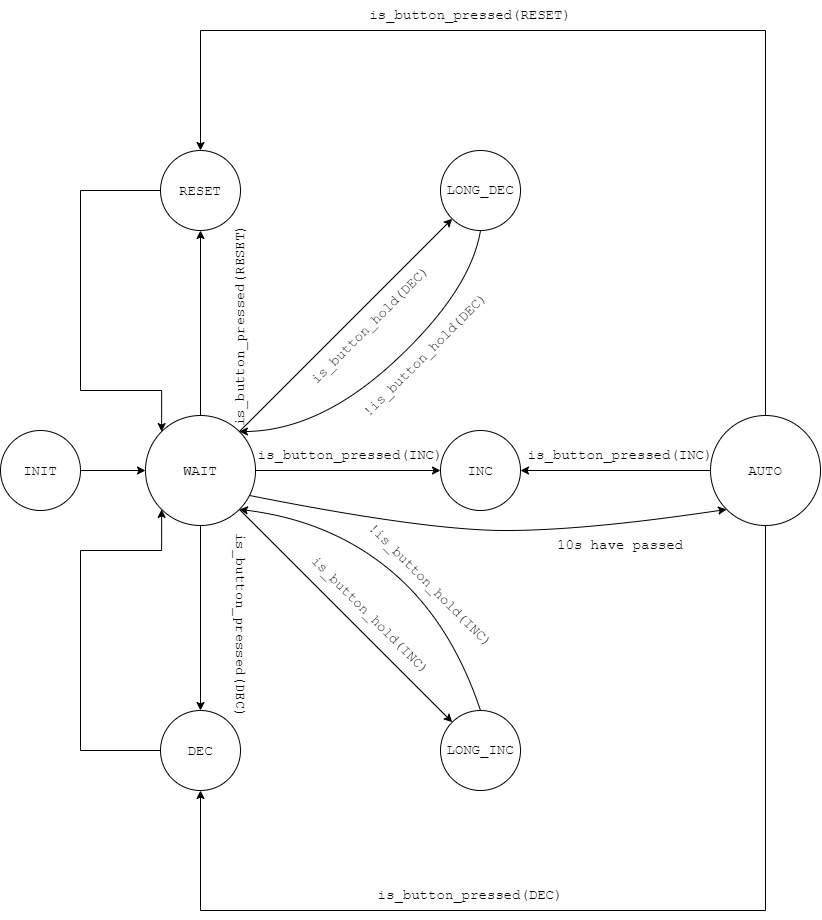 is_button_pressed(RESET)
RESET
LONG_DEC
is_button_pressed(RESET)
is_button_hold(DEC)
!is_button_hold(DEC)
INIT
WAIT
is_button_pressed(INC)
INC
is_button_pressed(INC)
AUTO
10s have passed
is_button_pressed(DEC)
!is_button_hold(INC)
is_button_hold(INC)
DEC
LONG_INC
is_button_pressed(DEC)